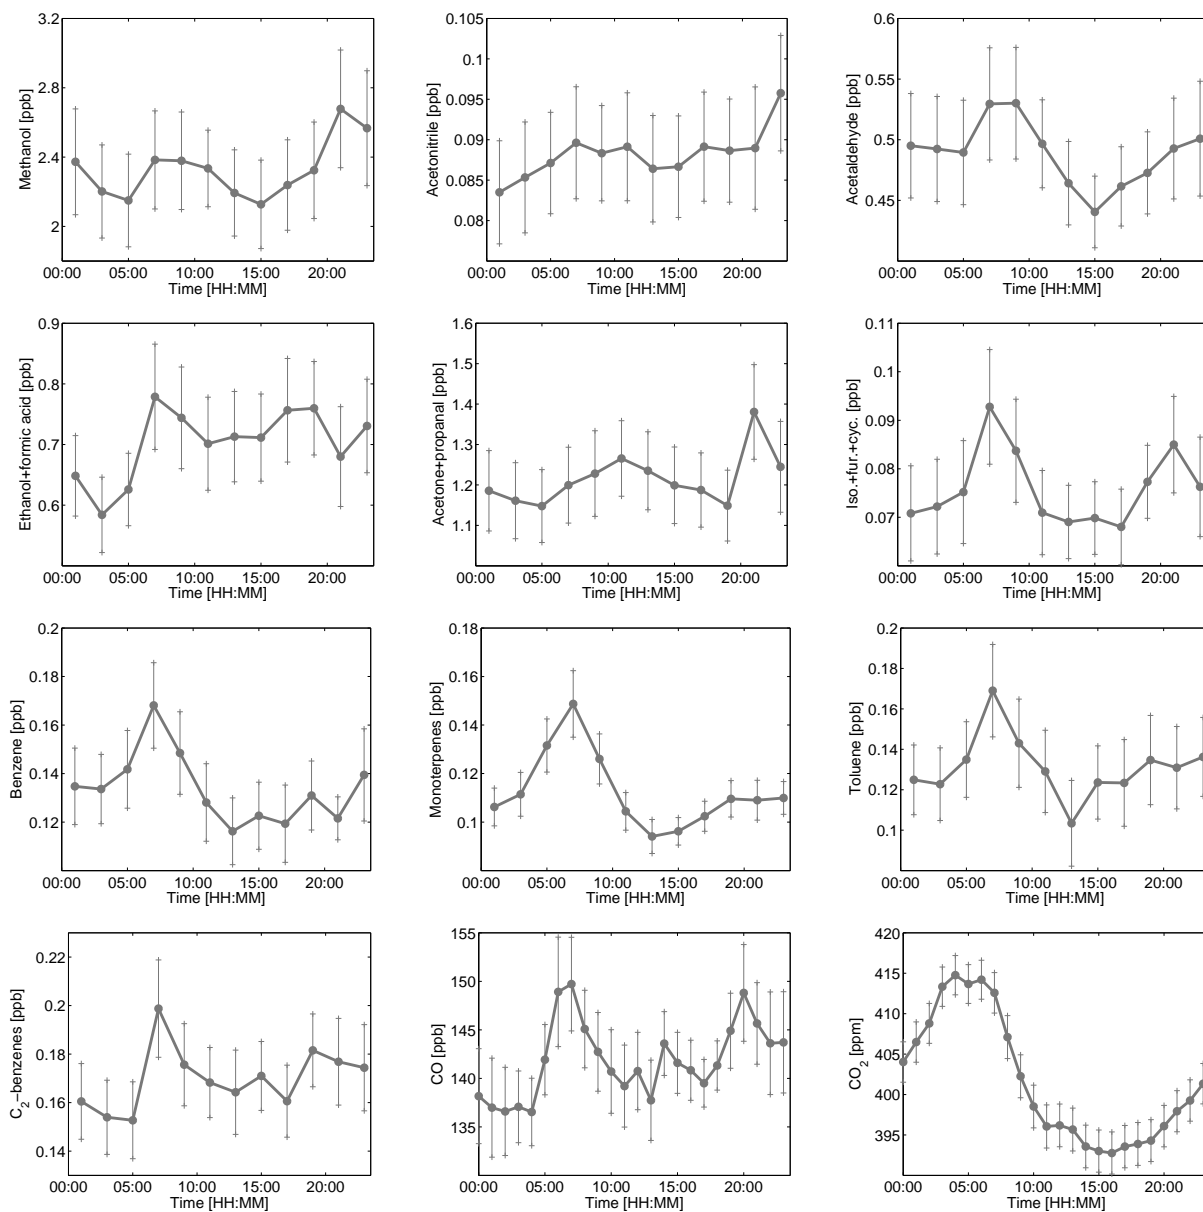 3.2
2.8
2.4
2
Methanol [ppb]
00:00 05:00 10:00 15:00 20:00
Time [HH:MM]
0.105
0.1
0.095
0.09
0.085
0.08
Acetonitrile [ppb]
00:00 05:00 10:00 15:00 20:00
Time [HH:MM]
0.6
0.55
0.5
0.45
Acetaldehyde [ppb]
00:00 05:00 10:00 15:00 20:00
Time [HH:MM]
0.9
0.8
0.7
0.6
Ethanol+formic acid [ppb]
00:00 05:00 10:00 15:00 20:00
Time [HH:MM]
1.6
1.5
1.4
1.3
1.2
1.1
Acetone+propanal [ppb]
00:00 05:00 10:00 15:00 20:00
Time [HH:MM]
0.11
0.1
0.09
0.08
0.07
Iso.+fur.+cyc. [ppb]
00:00 05:00 10:00 15:00 20:00
Time [HH:MM]
0.2
0.18
0.16
0.14
0.12
Benzene [ppb]
00:00 05:00 10:00 15:00 20:00
Time [HH:MM]
0.18
0.16
0.14
0.12
0.1
Monoterpenes [ppb]
00:00 05:00 10:00 15:00 20:00
Time [HH:MM]
0.2
0.18
0.16
0.14
0.12
0.1
Toluene [ppb]
00:00 05:00 10:00 15:00 20:00
Time [HH:MM]
0.22
0.2
0.18
0.16
0.14
C2−benzenes [ppb]
00:00 05:00 10:00 15:00 20:00
Time [HH:MM]
155
150
145
140
135
CO [ppb]
00:00 05:00 10:00 15:00 20:00
Time [HH:MM]
420
415
410
405
400
395
CO2 [ppm]
00:00 05:00 10:00 15:00 20:00
Time [HH:MM]